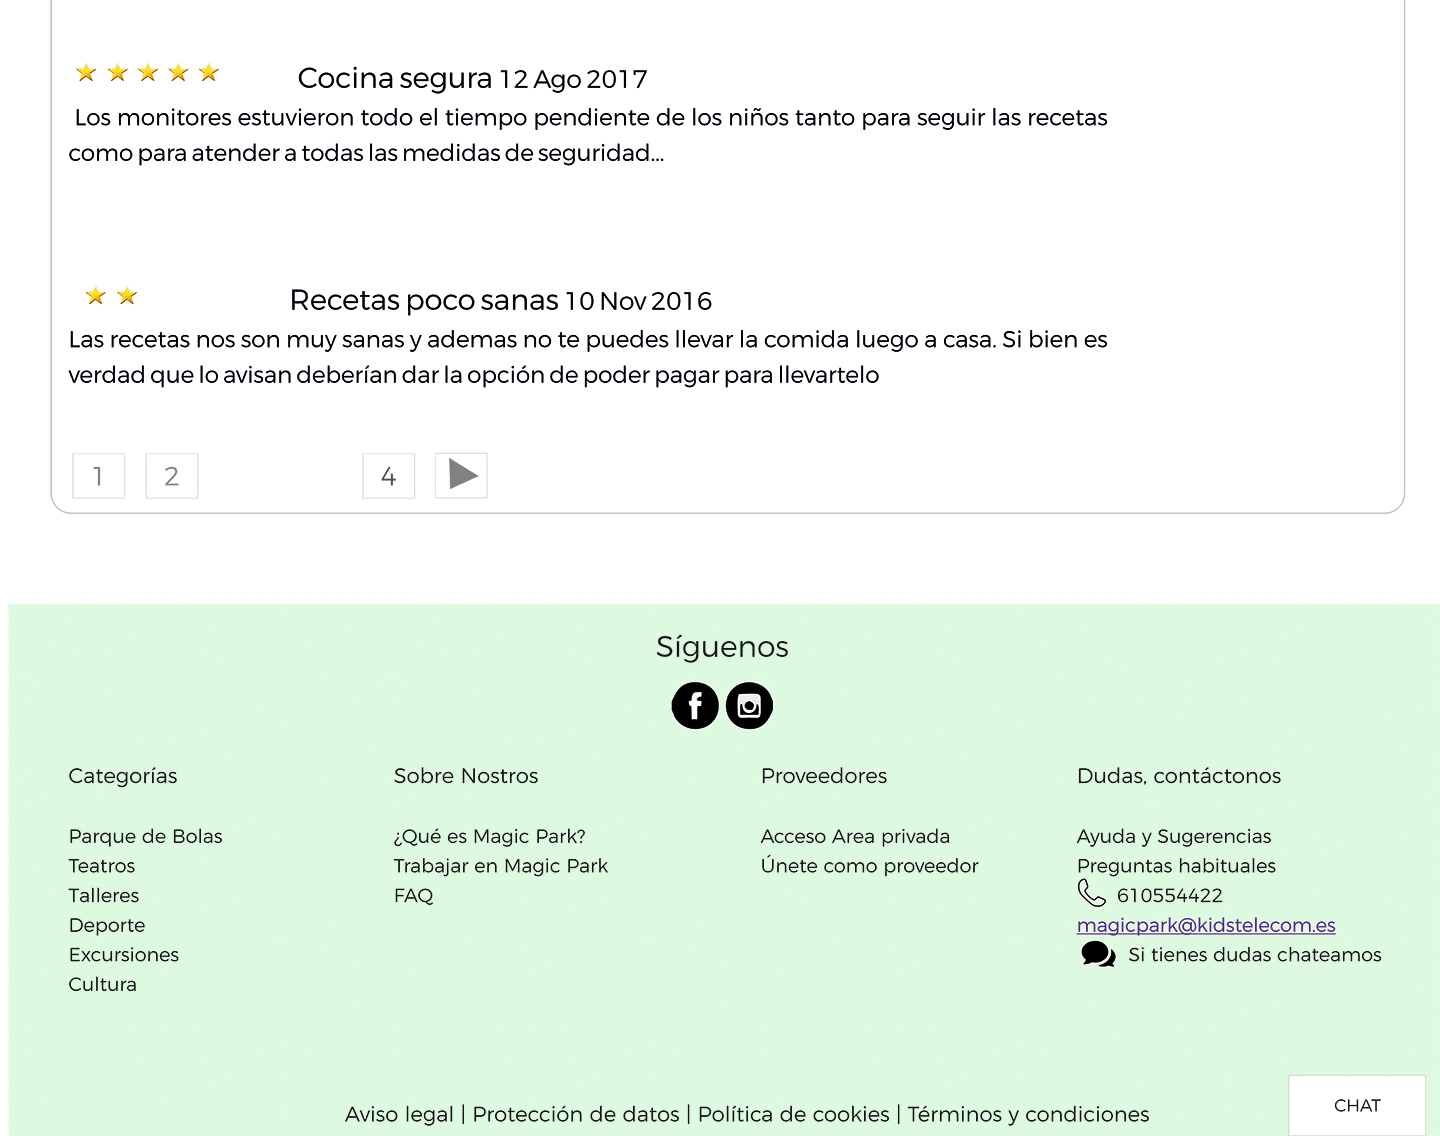 Cocina segura 12 Ago 2017
Los monitores estuvieron todo el tiempo pendiente de los niños tanto para seguir las recetas
como para atender a todas las medidas de seguridad...
Recetas poco sanas 10 Nov 2016
Las recetas nos son muy sanas y ademas no te puedes llevar la comida luego a casa. Si bien es
verdad que lo avisan deberían dar la opción de poder pagar para llevartelo
1 2 4
Síguenos
Categorías
Parque de Bolas
Teatros
Talleres
Deporte
Excursiones
Cultura
Sobre Nostros
¿Qué es Magic Park?
Trabajar en Magic Park
FAQ
Proveedores
Acceso Area privada
Únete como proveedor
Dudas, contáctonos
Ayuda y Sugerencias
Preguntas habituales
610554422
magicpark@kidstelecom.es
Si tienes dudas chateamos
Aviso legal | Protección de datos | Política de cookies | Términos y condiciones
CHAT